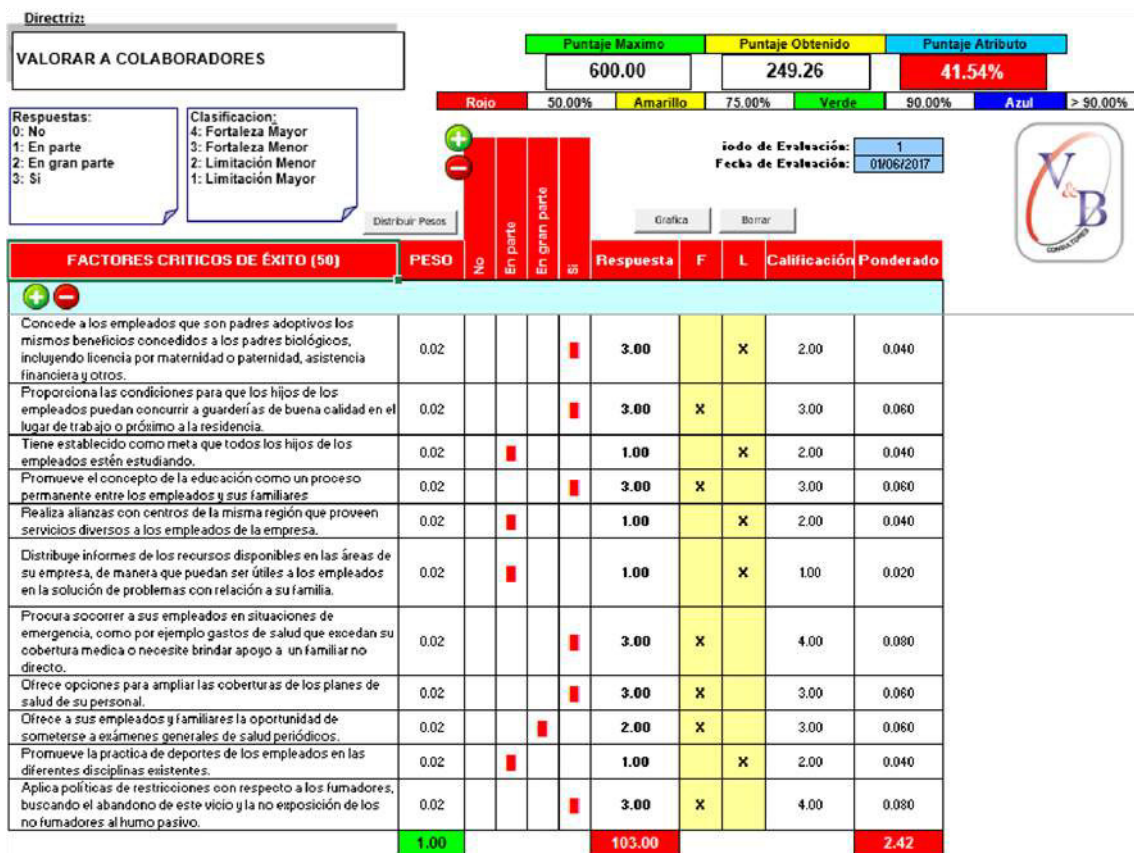 Directriz:
VALORAR A COLABORADORES
Puntaje Maximo Puntaje Obtenido Puntaje Atributo
600.00 249.26 41.54%
Rojo 50.00% Amarillo 75.00% Verde 90.00% Azul > 90.00%
Respuestas:
0: No
1: En parte
2: En gran parte
3: Si
Clasificacion:
4: Fortaleza Mayor
3: Fortaleza Menor
2: Limitación Menor
1: Limitación Mayor
iodo de Evaluación: 1
Fecha de Evaluación: 01/06/2017
V&B
CONSULTORES
Distribuir Pesos
Grafica
Borrar
FACTORES CRITICOS DE ÉXITO (50) PESO No En parte En gran parte Si Respuesta F L Calificación Ponderado
Concede a los empleados que son padres adoptivos los
mismos beneficios concedidos a los padres biológicos,
incluyendo licencia por maternidad o paternidad, asistencia
financiera y otros.
0.02 3.00 X 2.00 0.040
Proporciona las condiciones para que los hijos de los
empleados puedan concurrir a guarderías de buena calidad en el
lugar de trabajo o próximo a la residencia.
0.02 3.00 X 3.00 0.060
Tiene establecido como meta que todos los hijos de los
empleados estén estudiando.
0.02 1.00 X 2.00 0.040
Promueve el concepto de la educación como un proceso
permanente entre los empleados y sus familiares
0.02 3.00 X 3.00 0.060
Realiza alianzas con centros de la misma región que proveen
servicios diversos a los empleados de la empresa.
0.02 1.00 X 2.00 0.040
Distribuye informes de los recursos disponibles en las áreas de
su empresa, de manera que puedan ser útiles a los empleados
en la solución de problemas con relación a su familia.
0.02 1.00 X 1.00 0.020
Procura socorrer a sus empleados en situaciones de
emergencia, como por ejemplo gastos de salud que excedan su
cobertura medica o necesite brindar apoyo a un familiar no
directo.
0.02 3.00 X 4.00 0.080
Ofrece opciones para ampliar las coberturas de los planes de
salud de su personal.
0.02 3.00 X 3.00 0.060
Ofrece a sus empleados y familiares la oportunidad de
someterse a exámenes generales de salud periódicos.
0.02 2.00 X 3.00 0.060
Promueve la practica de deportes de los empleados en las
diferentes disciplinas existentes.
0.02 1.00 X 2.00 0.040
Aplica políticas de restricciones con respecto a los fumadores,
buscando el abandono de este vicio y la no exposición de los
no fumadores al humo pasivo.
0.02 3.00 X 4.00 0.080
1.00 103.00 2.42